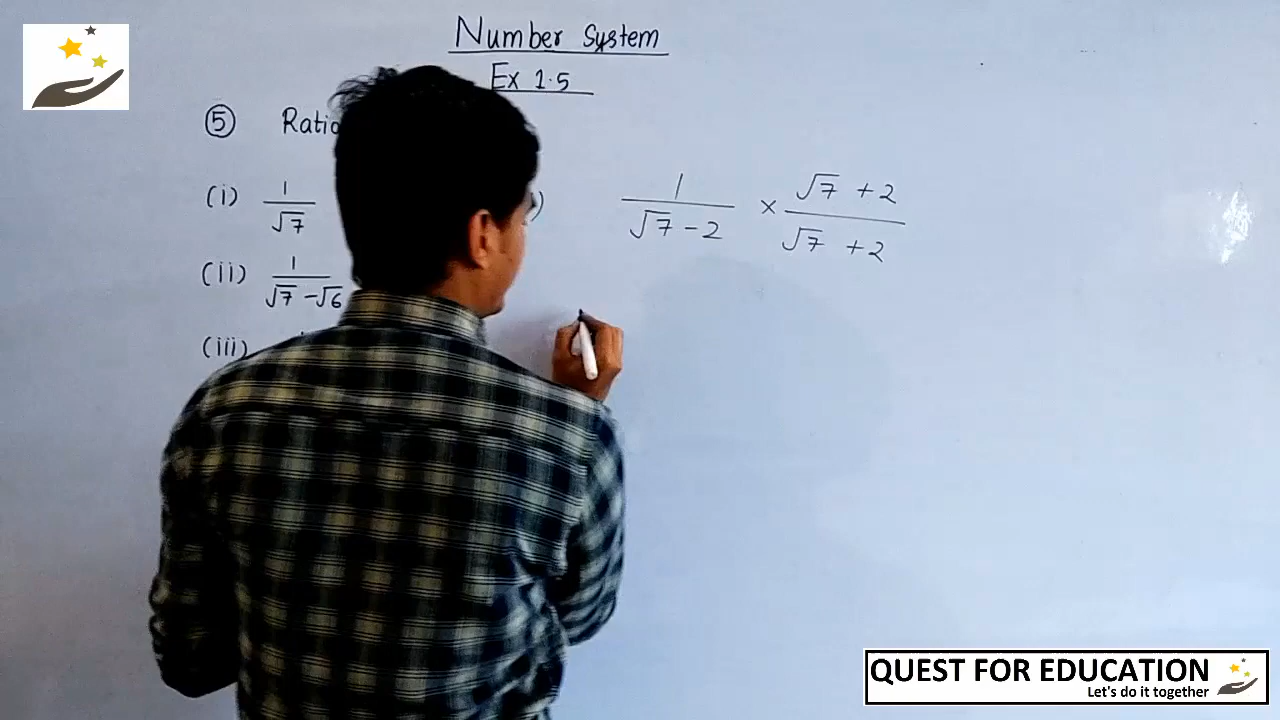 Number System
Ex 1.5
⑤ Ratio
(i) 1/√7
(ii) 1/(√7 - √6)
(iii)
) 1/(√7 - 2) × (√7 + 2)/(√7 + 2)
QUEST FOR EDUCATION
Let's do it together